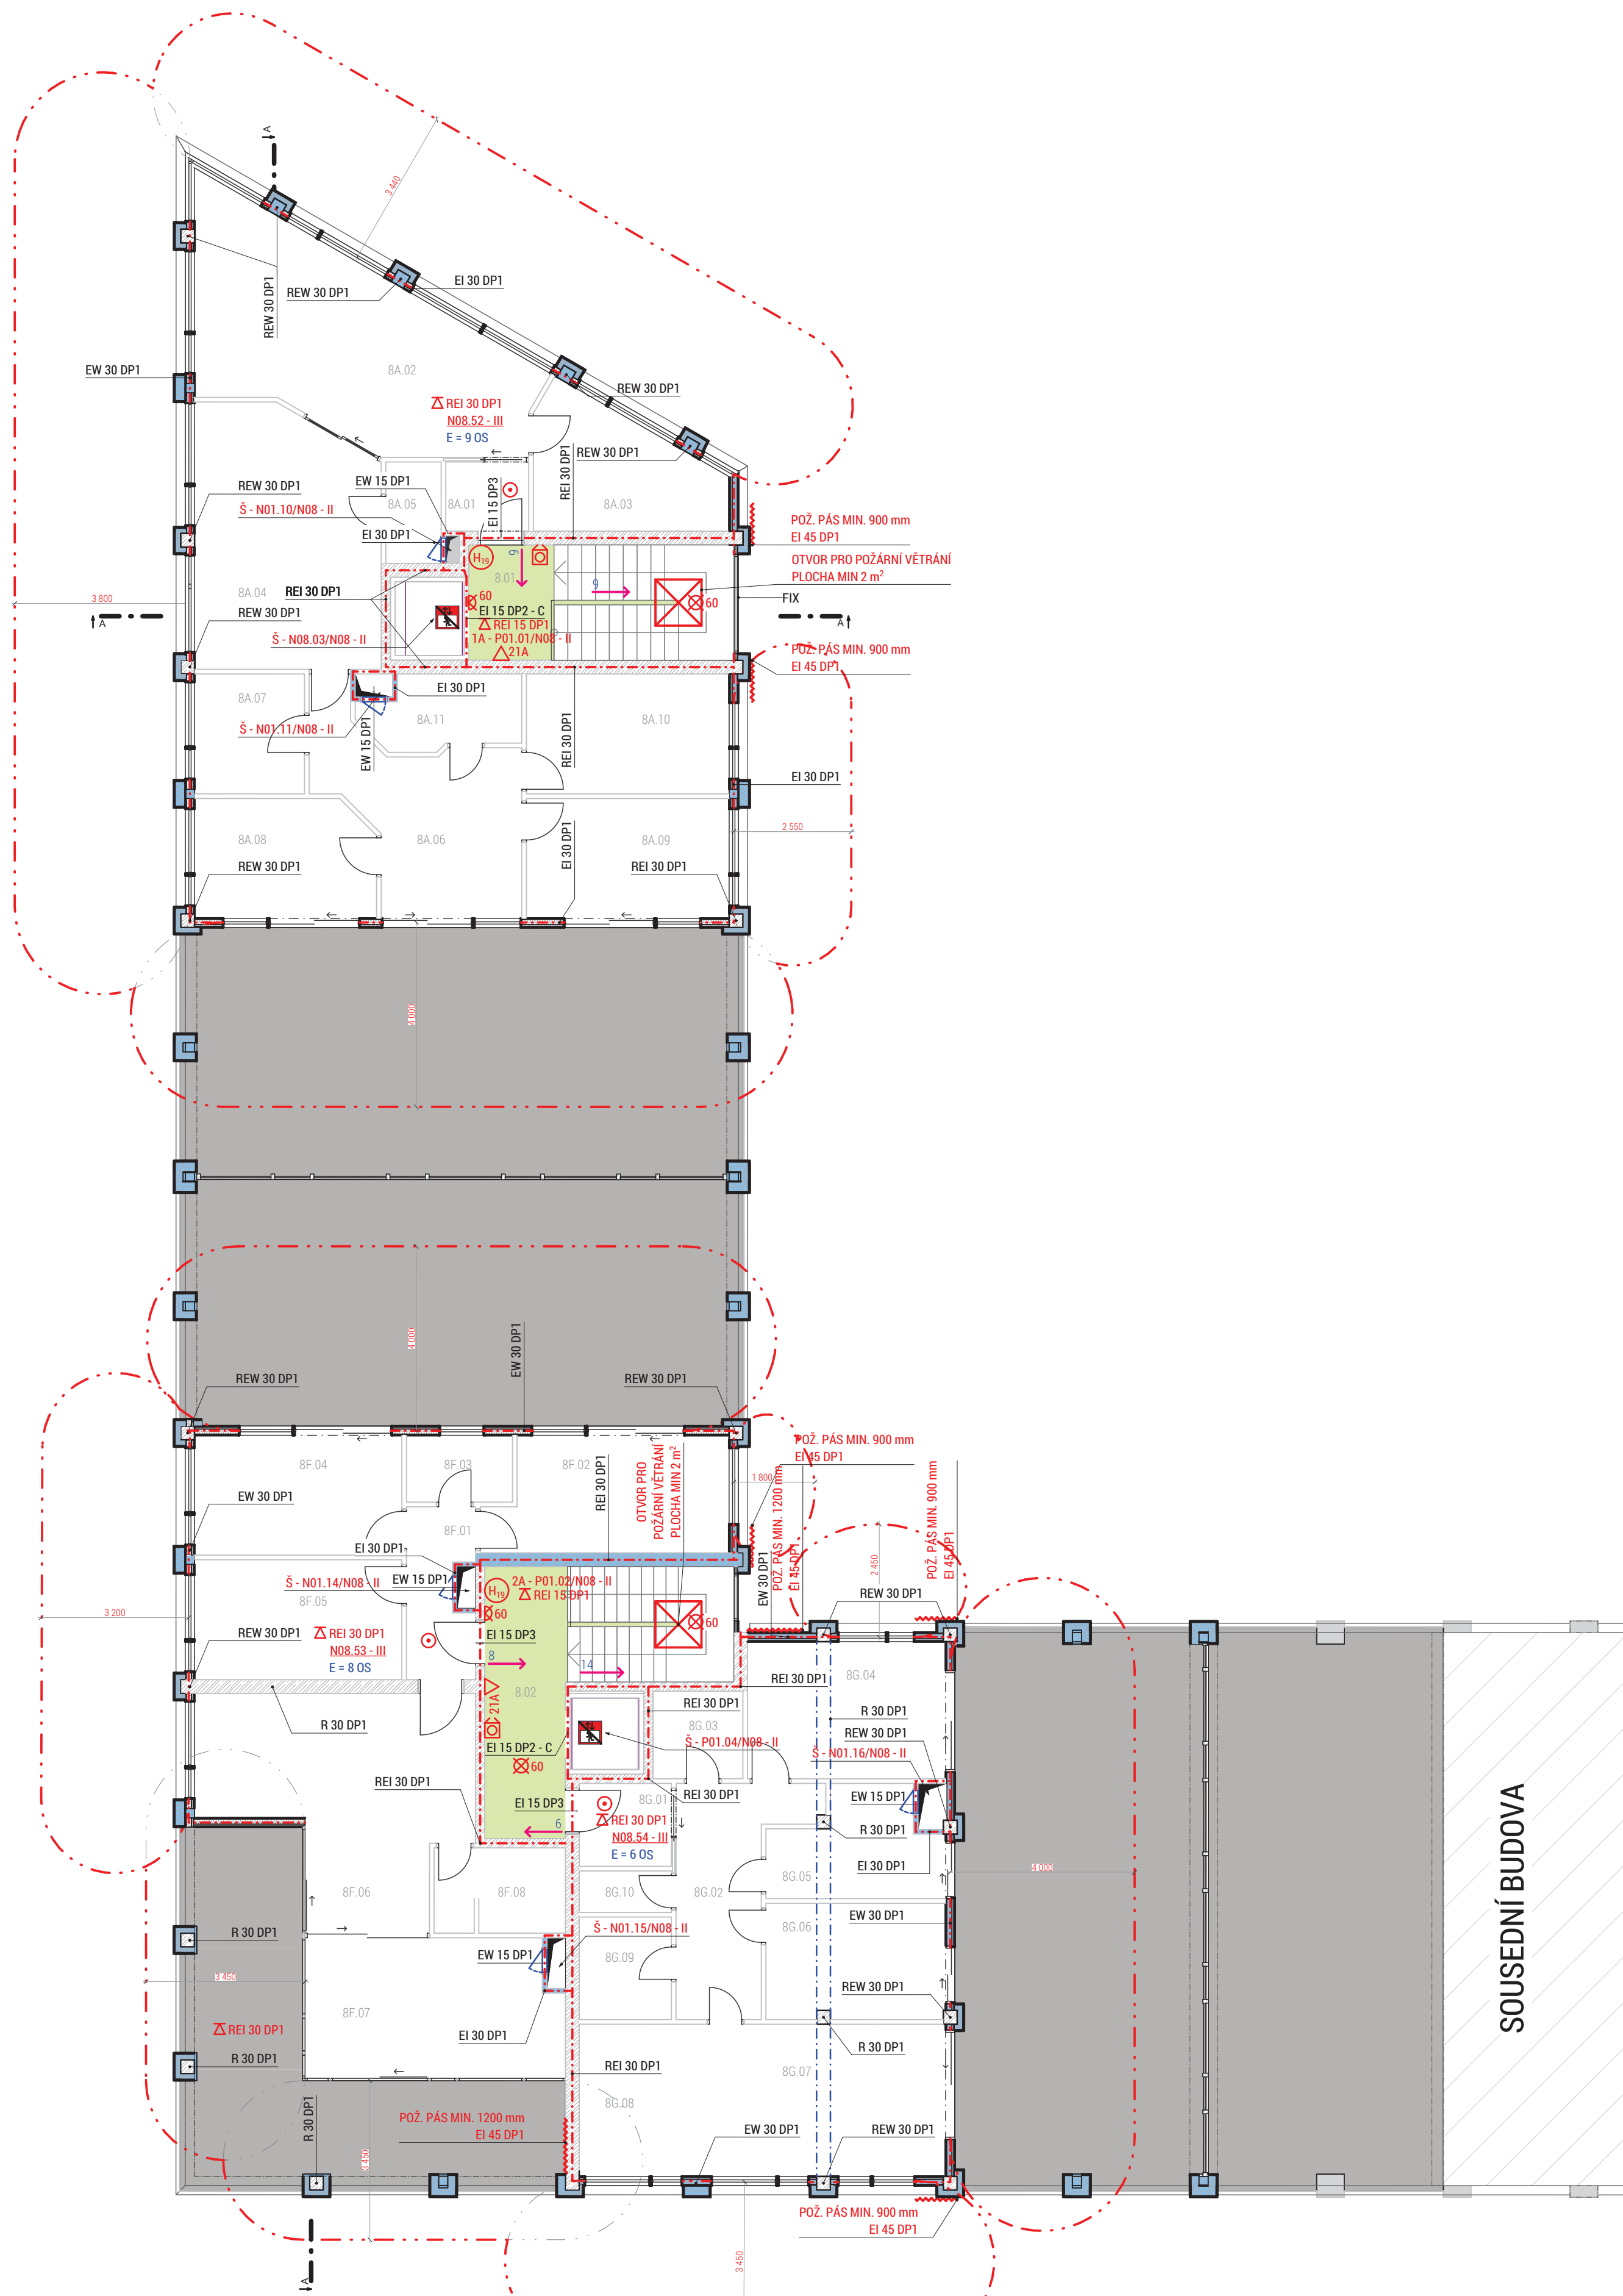 A
3 440
REW 30 DP1
REW 30 DP1
EI 30 DP1
EW 30 DP1
8A.02
REW 30 DP1
REI 30 DP1
N08.52 - III
E = 9 OS
REW 30 DP1
REI 30 DP1
EW 15 DP1
REW 30 DP1
Š - N01.10/N08 - II
8A.05
8A.01
EI 15 DP3
8A.03
EI 30 DP1
POŽ. PÁS MIN. 900 mm
EI 45 DP1
H19
9
8.01
OTVOR PRO POŽÁRNÍ VĚTRÁNÍ
PLOCHA MIN 2 m²
9
8A.04
REI 30 DP1
3 800
60
60
FIX
A
A
REW 30 DP1
EI 15 DP2 - C
REI 15 DP1
1A - P01.01/N08 - II
Š - N08.03/N08 - II
21A
POŽ. PÁS MIN. 900 mm
EI 45 DP1
EI 30 DP1
8A.07
8A.11
8A.10
Š - N01.11/N08 - II
EW 15 DP1
REI 30 DP1
EI 30 DP1
2 550
8A.08
8A.06
8A.09
EI 30 DP1
REW 30 DP1
REI 30 DP1
4 000
4 000
EW 30 DP1
REW 30 DP1
REW 30 DP1
POŽ. PÁS MIN. 900 mm
EI 45 DP1
8F.04
8F.03
8F.02
REI 30 DP1
OTVOR PRO
POŽÁRNÍ VĚTRÁNÍ
PLOCHA MIN 2 m²
1 800
EW 30 DP1
POŽ. PÁS MIN. 1200 mm
EI 45 DP1
POŽ. PÁS MIN. 900 mm
EI 45 DP1
EW 30 DP1
8F.01
2 450
EI 30 DP1
Š - N01.14/N08 - II
EW 15 DP1
H19
2A - P01.02/N08 - II
REI 15 DP1
REW 30 DP1
8F.05
3 200
60
60
REW 30 DP1
REI 30 DP1
N08.53 - III
E = 8 OS
EI 15 DP3
8
14
8G.04
REI 30 DP1
8.02
21A
REI 30 DP1
R 30 DP1
R 30 DP1
8G.03
REW 30 DP1
Š - P01.04/N08 - II
EI 15 DP2 - C
Š - N01.16/N08 - II
60
REI 30 DP1
REI 30 DP1
8G.01
EW 15 DP1
EI 15 DP3
6
REI 30 DP1
N08.54 - III
E = 6 OS
R 30 DP1
EI 30 DP1
4 000
8G.05
8F.06
8F.08
8G.10
8G.02
EW 30 DP1
Š - N01.15/N08 - II
8G.06
R 30 DP1
EW 15 DP1
8G.09
3 450
REW 30 DP1
8F.07
REI 30 DP1
EI 30 DP1
R 30 DP1
R 30 DP1
REI 30 DP1
8G.07
8G.08
R 30 DP1
POŽ. PÁS MIN. 1200 mm
EI 45 DP1
EW 30 DP1
REW 30 DP1
3 450
POŽ. PÁS MIN. 900 mm
EI 45 DP1
3 450
A
SOUSEDNÍ BUDOVA